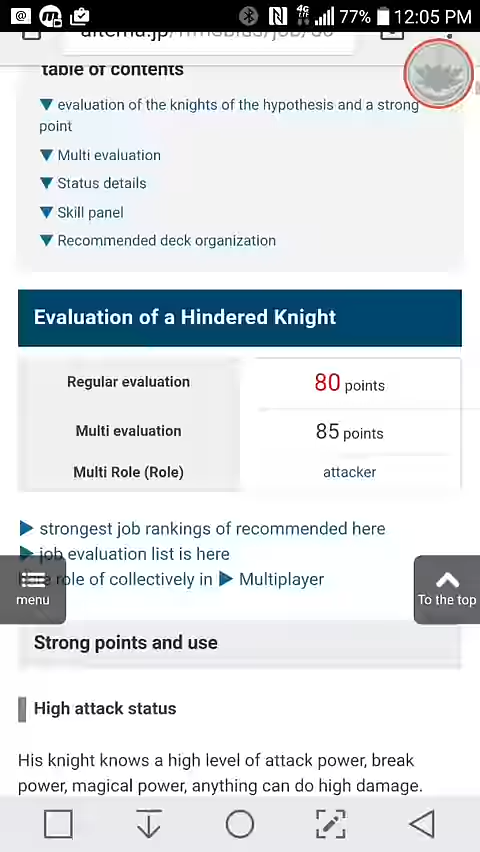 77% 12:05 PM
table of contents
▼ evaluation of the knights of the hypothesis and a strong
point
▼ Multi evaluation
▼ Status details
▼ Skill panel
▼ Recommended deck organization
Evaluation of a Hindered Knight
Regular evaluation 80 points
Multi evaluation 85 points
Multi Role (Role) attacker
▶ strongest job rankings of recommended here
▶ job evaluation list is here
role of collectively in ▶ Multiplayer
menu
To the top
Strong points and use
High attack status
His knight knows a high level of attack power, break
power, magical power, anything can do high damage.